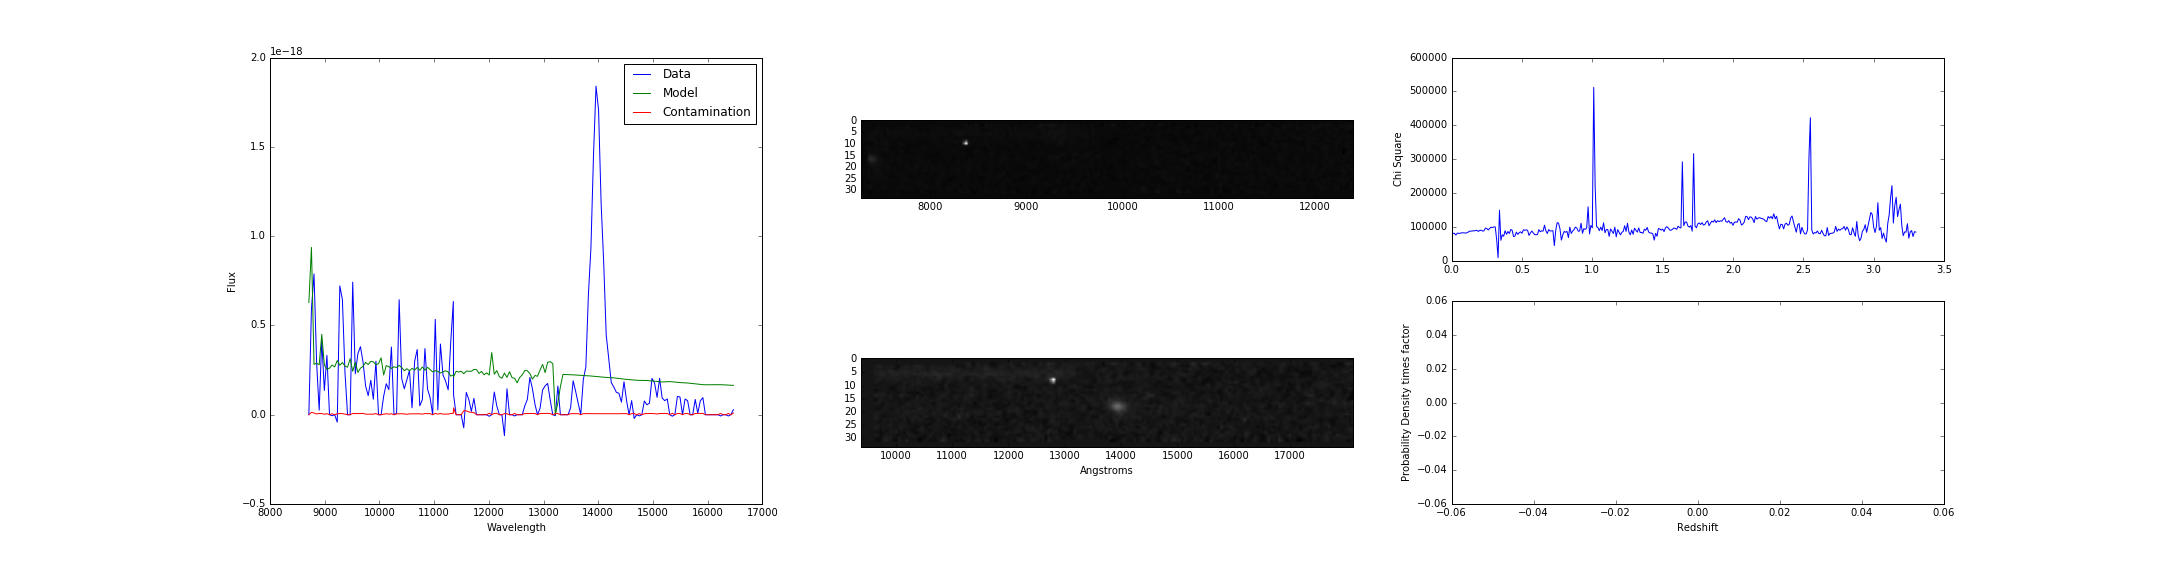 1e−18
2.0
1.5
1.0
0.5
0.0
−0.5
8000 9000 10000 11000 12000 13000 14000 15000 16000 17000
Wavelength
Flux
Data
Model
Contamination
0
5
10
15
20
25
30
8000 9000 10000 11000 12000
0
5
10
15
20
25
30
10000 11000 12000 13000 14000 15000 16000 17000
Angstroms
600000
500000
400000
300000
200000
100000
0
0.0 0.5 1.0 1.5 2.0 2.5 3.0 3.5
Chi Square
0.06
0.04
0.02
0.00
−0.02
−0.04
−0.06
−0.06 −0.04 −0.02 0.00 0.02 0.04 0.06
Redshift
Probability Density times factor